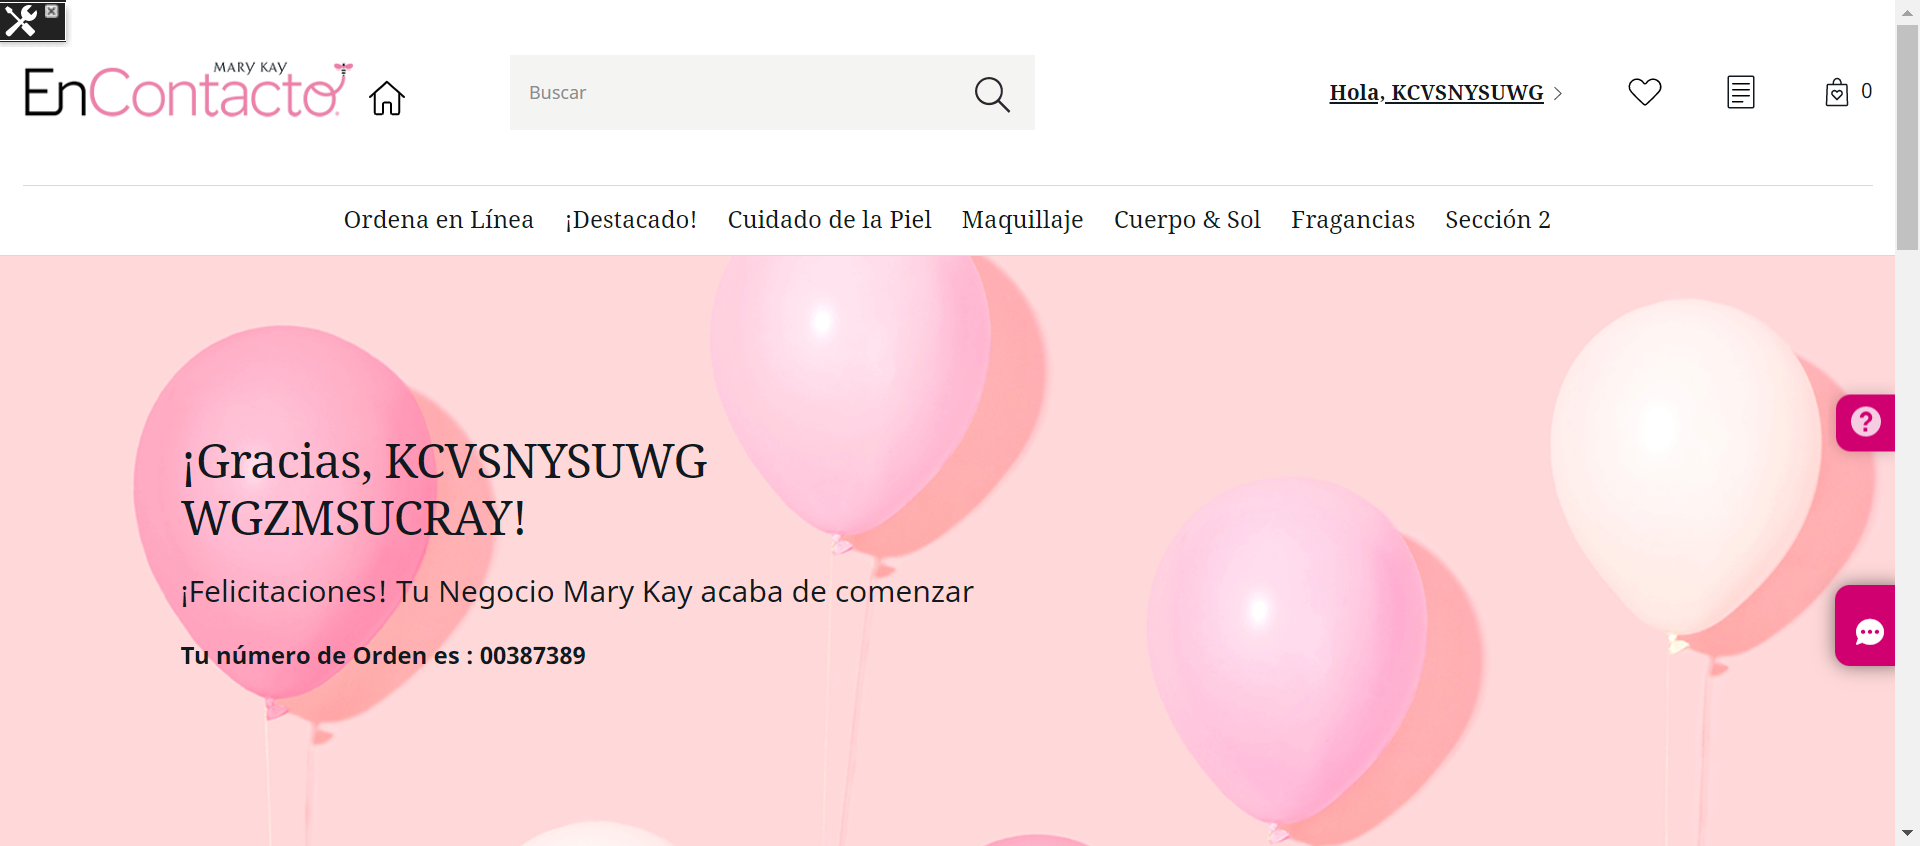 MARY KAY
EnContacto
Buscar
Hola, KCVSNYSUWG
0
Ordena en Línea ¡Destacado! Cuidado de la Piel Maquillaje Cuerpo & Sol Fragancias Sección 2
¡Gracias, KCVSNYSUWG
WGZMSUCRAY!
¡Felicitaciones! Tu Negocio Mary Kay acaba de comenzar
Tu número de Orden es : 00387389